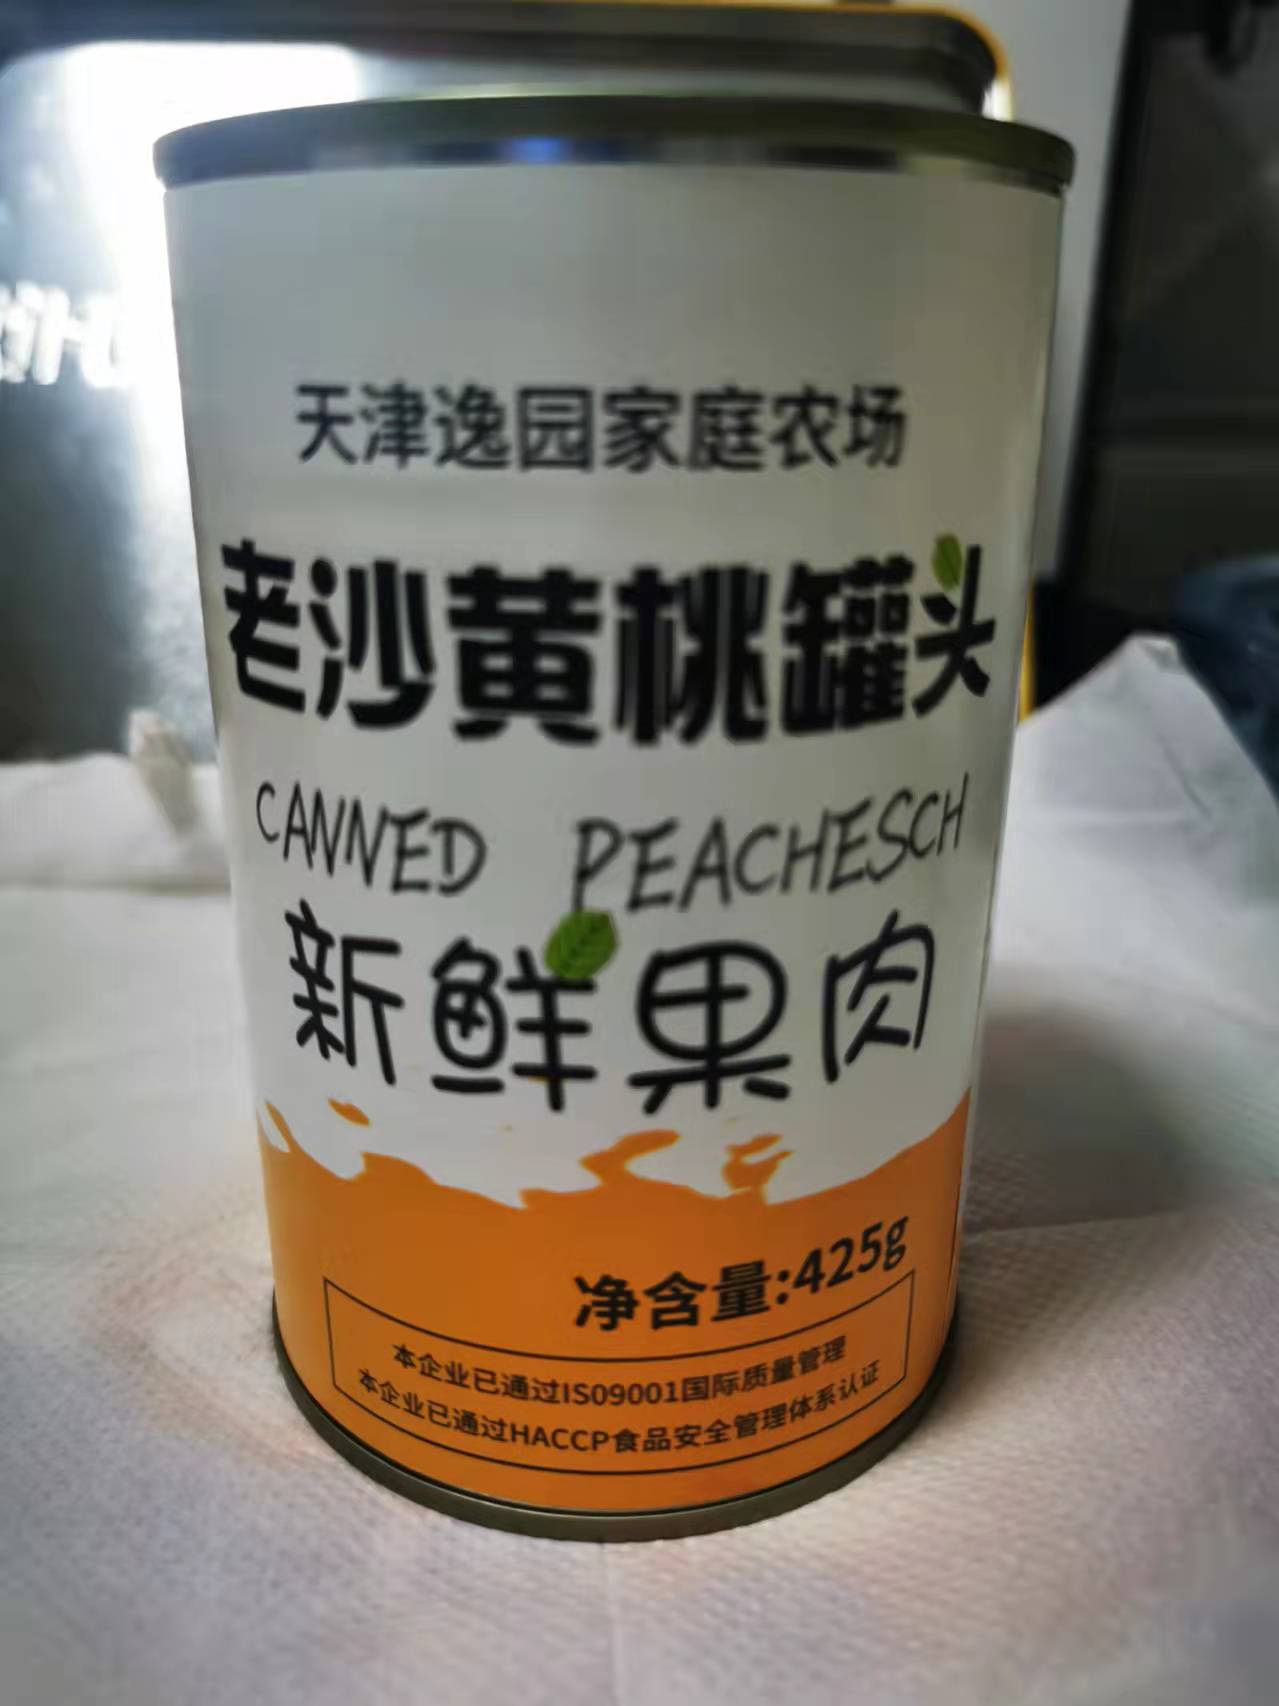 天津逸园家庭农场
老沙黄桃罐头
CANNED PEACHESCH
新鲜果肉
净含量:425g
本企业已通过ISO9001国际质量管理
本企业已通过HACCP食品安全管理体系认证